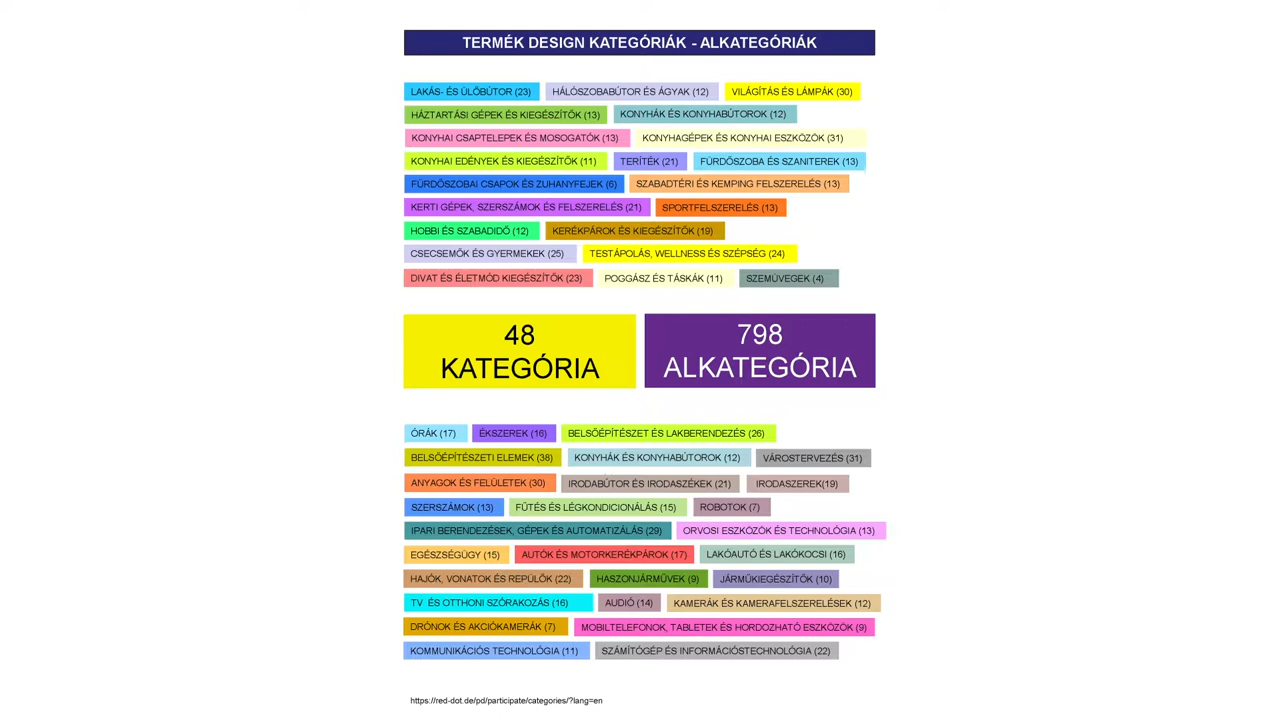 TERMÉK DESIGN KATEGÓRIÁK - ALKATEGÓRIÁK
LAKÁS- ÉS ÜLŐBÚTOR (23) HÁLÓSZOBABÚTOR ÉS ÁGYAK (12) VILÁGÍTÁS ÉS LÁMPÁK (30)
HÁZTARTÁSI GÉPEK ÉS KIEGÉSZÍTŐK (13) KONYHÁK ÉS KONYHABÚTOROK (12)
KONYHAI CSAPTELEPEK ÉS MOSOGATÓK (13) KONYHAGÉPEK ÉS KONYHAI ESZKÖZÖK (31)
KONYHAI EDÉNYEK ÉS KIEGÉSZÍTŐK (11) TERÍTÉK (21) FÜRDŐSZOBA ÉS SZANITEREK (13)
FÜRDŐSZOBAI CSAPOK ÉS ZUHANYFEJEK (6) SZABADTÉRI ÉS KEMPING FELSZERELÉS (13)
KERTI GÉPEK, SZERSZÁMOK ÉS FELSZERELÉS (21) SPORTFELSZERELÉS (13)
HOBBI ÉS SZABADIDŐ (12) KERÉKPÁROK ÉS KIEGÉSZÍTŐK (19)
CSECSEMŐK ÉS GYERMEKEK (25) TESTÁPOLÁS, WELLNESS ÉS SZÉPSÉG (24)
DIVAT ÉS ÉLETMÓD KIEGÉSZÍTŐK (23) POGGÁSZ ÉS TÁSKÁK (11) SZEMÜVEGEK (4)
48 KATEGÓRIA
798 ALKATEGÓRIA
ÓRÁK (17) ÉKSZEREK (16) BELSŐÉPÍTÉSZET ÉS LAKBERENDEZÉS (26)
BELSŐÉPÍTÉSZETI ELEMEK (38) KONYHÁK ÉS KONYHABÚTOROK (12) VÁROSTERVEZÉS (31)
ANYAGOK ÉS FELÜLETEK (30) IRODABÚTOR ÉS IRODASZÉKEK (21) IRODASZEREK(19)
SZERSZÁMOK (13) FŰTÉS ÉS LÉGKONDICIONÁLÁS (15) ROBOTOK (7)
IPARI BERENDEZÉSEK, GÉPEK ÉS AUTOMATIZÁLÁS (29) ORVOSI ESZKÖZÖK ÉS TECHNOLÓGIA (13)
EGÉSZSÉGÜGY (15) AUTÓK ÉS MOTORKERÉKPÁROK (17) LAKÓAUTÓ ÉS LAKÓKOCSI (16)
HAJÓK, VONATOK ÉS REPÜLŐK (22) HASZONJÁRMŰVEK (9) JÁRMŰKIEGÉSZÍTŐK (10)
TV ÉS OTTHONI SZÓRAKOZÁS (16) AUDIÓ (14) KAMERÁK ÉS KAMERAFELSZERELÉSEK (12)
DRÓNOK ÉS AKCIÓKAMERÁK (7) MOBILTELEFONOK, TABLETEK ÉS HORDOZHATÓ ESZKÖZÖK (9)
KOMMUNIKÁCIÓS TECHNOLÓGIA (11) SZÁMÍTÓGÉP ÉS INFORMÁCIÓSTECHNOLÓGIA (22)
https://red-dot.de/pd/participate/categories/?lang=en